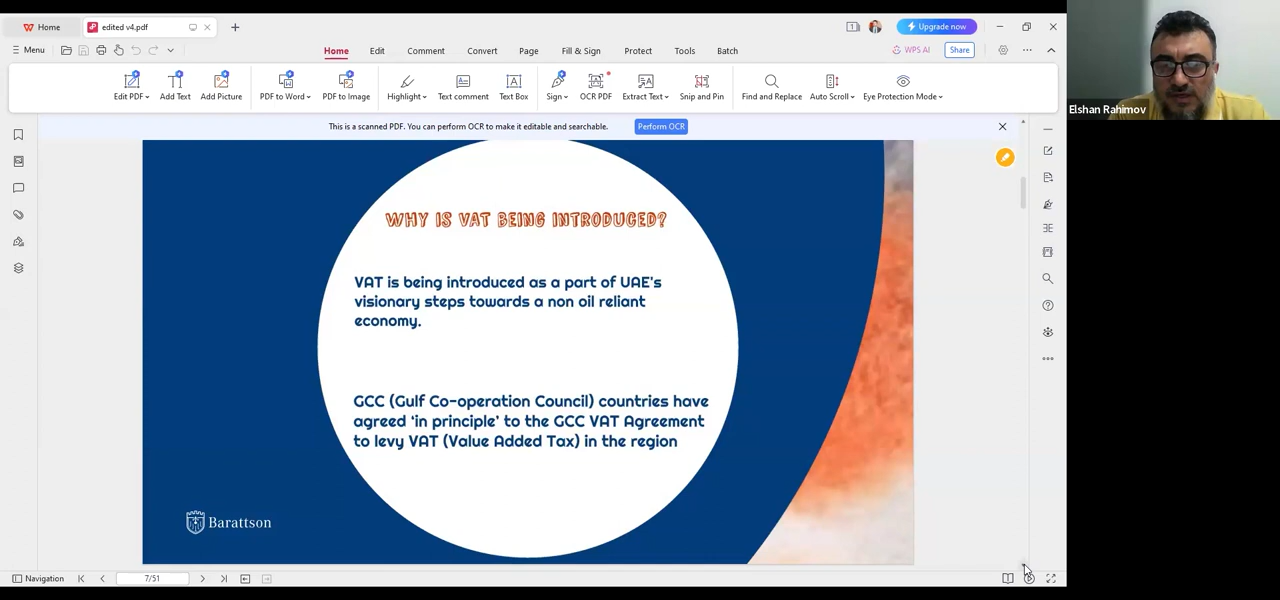 Home
edited v4.pdf
1
Upgrade now
Menu
Home
Edit
Comment
Convert
Page
Fill & Sign
Protect
Tools
Batch
WPS AI
Share
Edit PDF
Add Text
Add Picture
PDF to Word
PDF to Image
Highlight
Text comment
Text Box
Sign
OCR PDF
Extract Text
Snip and Pin
Find and Replace
Auto Scroll
Eye Protection Mode
This is a scanned PDF. You can perform OCR to make it editable and searchable.
Perform OCR
Elshan Rahimov
WHY IS VAT BEING INTRODUCED?
VAT is being introduced as a part of UAE's
visionary steps towards a non oil reliant
economy.
GCC (Gulf Co-operation Council) countries have
agreed ‘in principle’ to the GCC VAT Agreement
to levy VAT (Value Added Tax) in the region
Barattson
Navigation
7/51